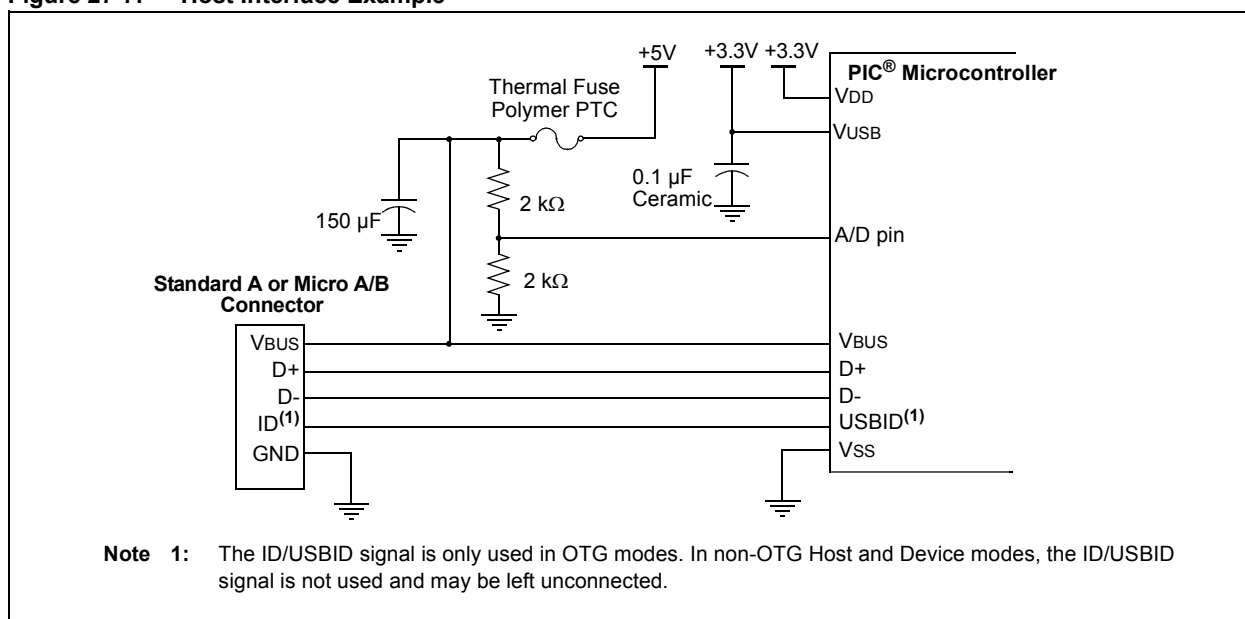 Figure 27-7: Host Interface Example
+5V
+3.3V +3.3V
PIC® Microcontroller
VDD
Thermal Fuse
Polymer PTC
VUSB
0.1 µF
Ceramic
2 kΩ
150 µF
A/D pin
2 kΩ
Standard A or Micro A/B
Connector
VBUS
D+
D-
ID(1)
GND
VBUS
D+
D-
USBID(1)
VSS
Note 1: The ID/USBID signal is only used in OTG modes. In non-OTG Host and Device modes, the ID/USBID
signal is not used and may be left unconnected.